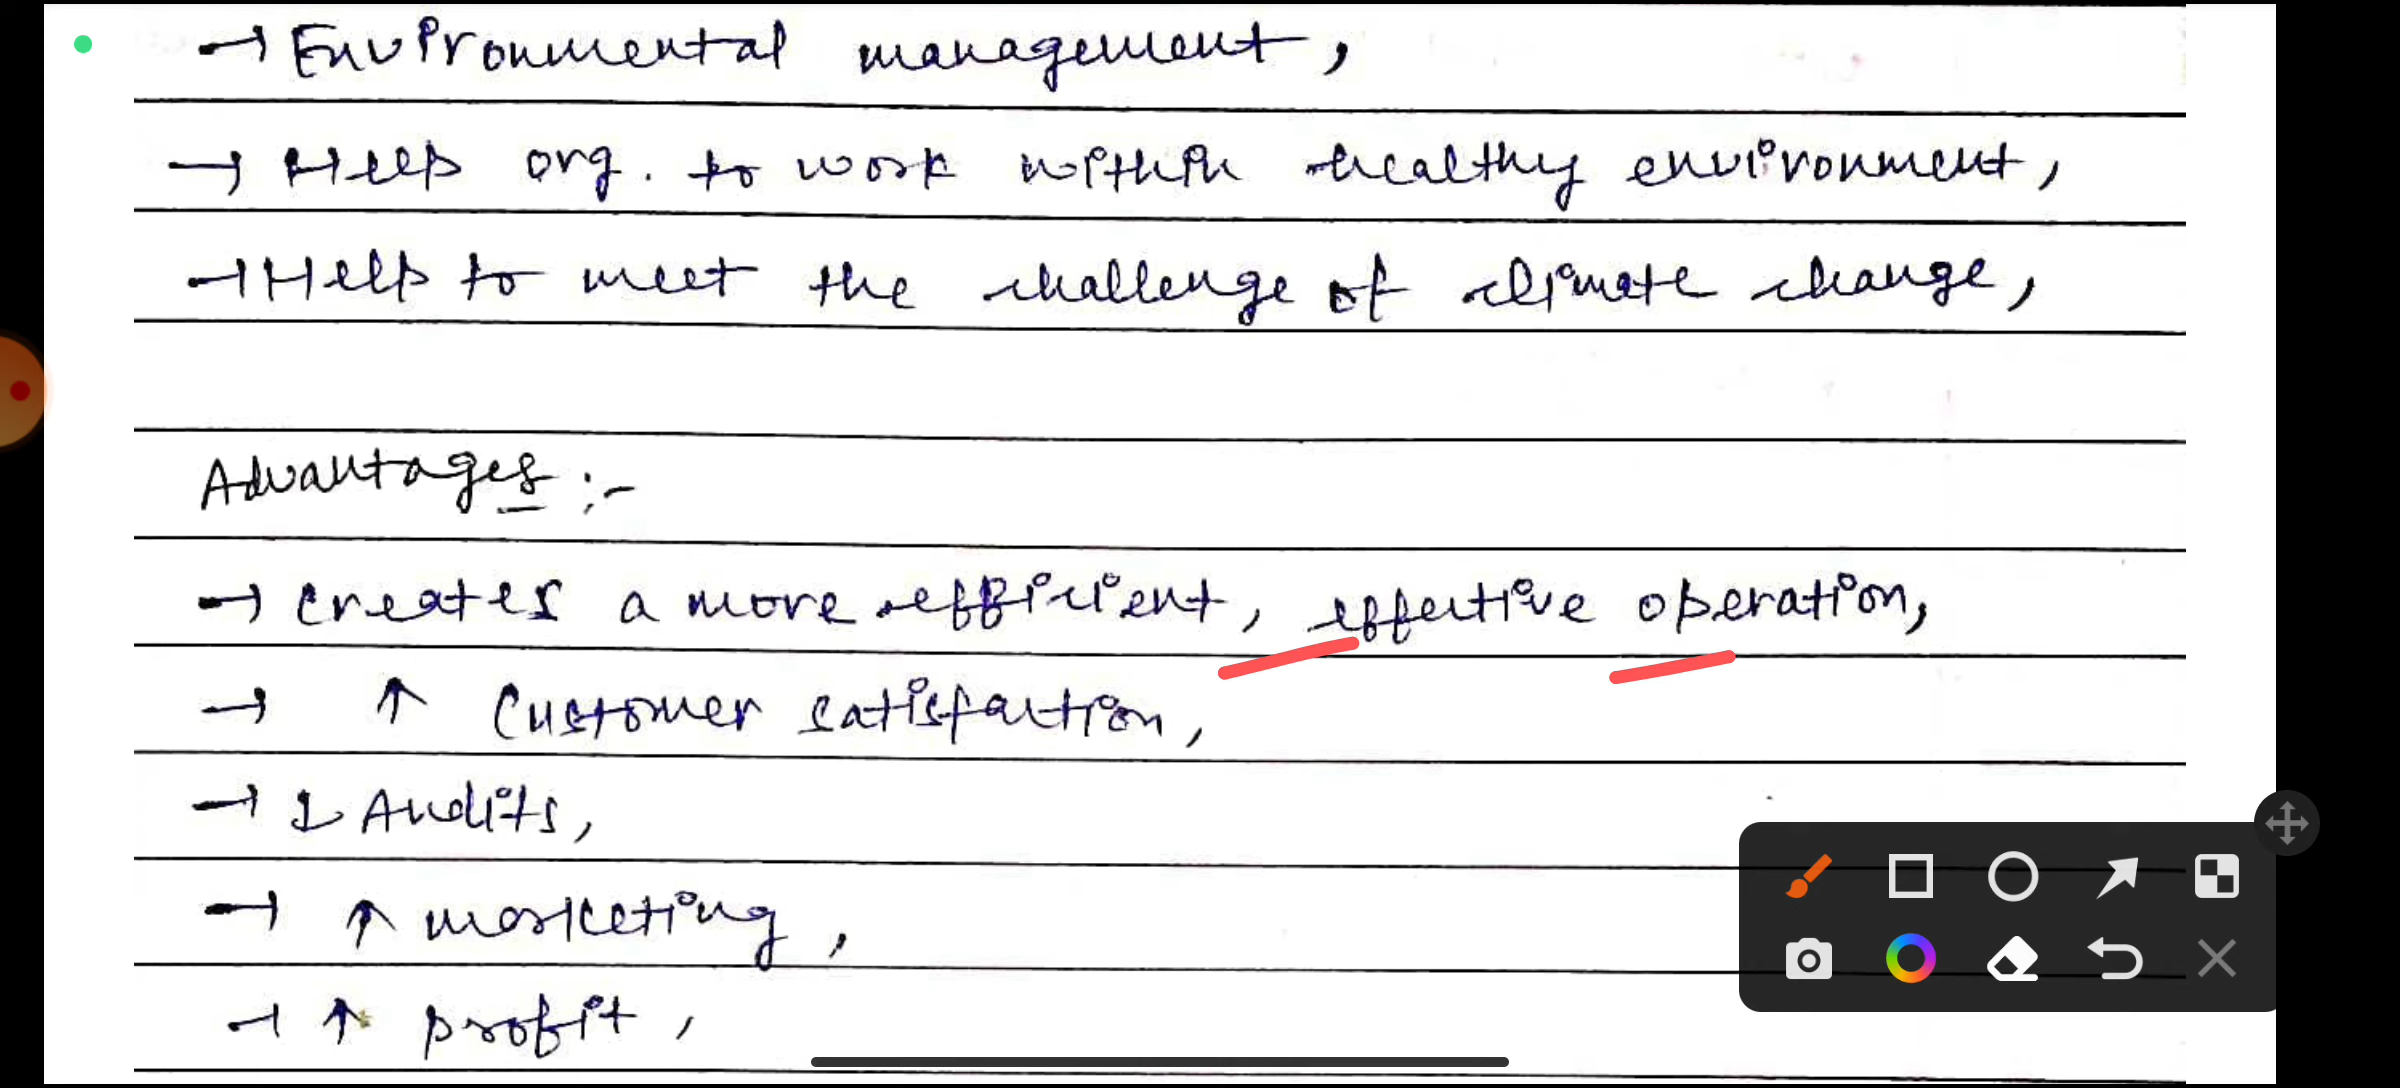 → Environmental management,
→ Help org. to work within healthy environment,
→ Help to meet the challenge of climate change,
Advantages :-
→ Creates a more efficient, effective operation,
→ ↑ Customer satisfaction,
→ ↓ Audits,
→ ↑ marketing,
→ ↑ profit,